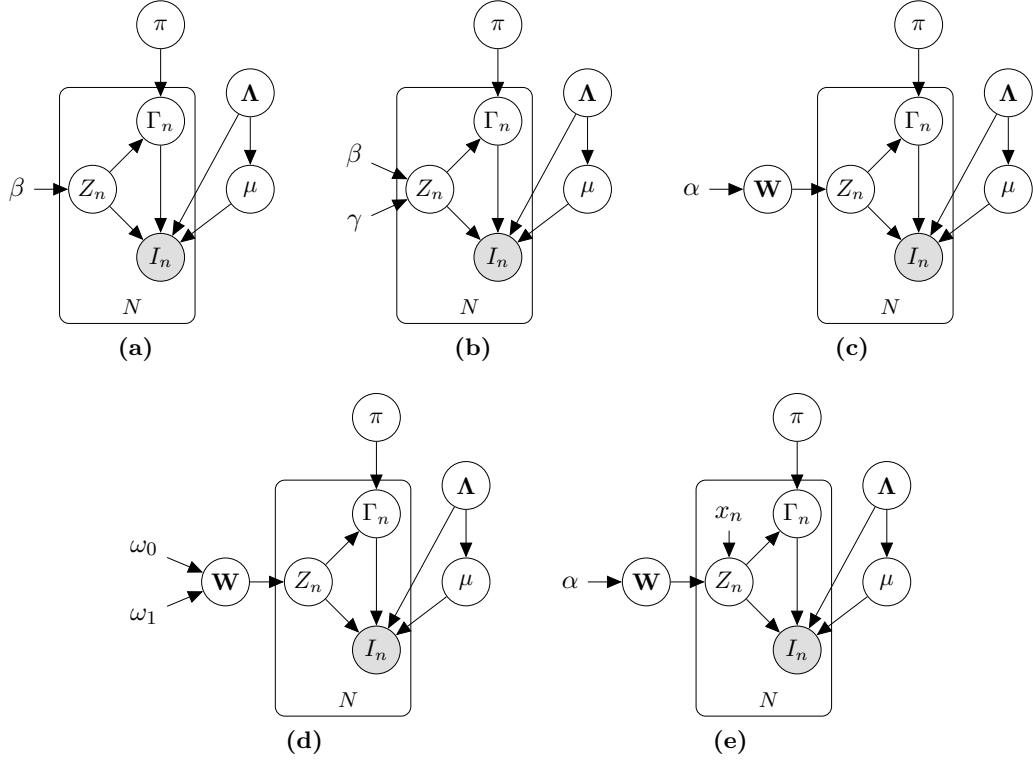 π π π
Λ Λ Λ
Γn Γn Γn
β Zn μ β γ Zn μ α W Zn μ
In In In
N N N
(a) (b) (c)
π π
Λ Λ
Γn xn Γn
ω0 ω1 W Zn μ α W Zn μ
In In
N N
(d) (e)